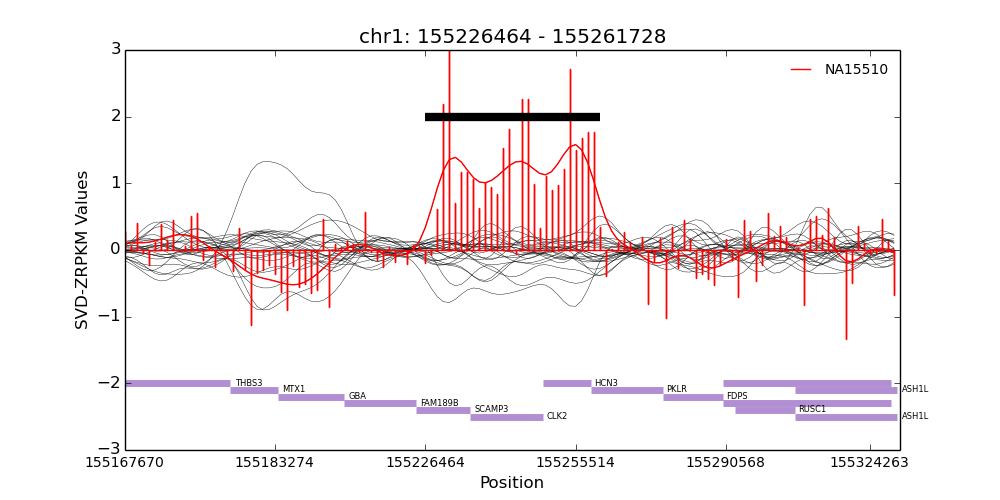 chr1: 155226464 - 155261728
NA15510
SVD-ZRPKM Values
3
2
1
0
−1
−2
−3
THBS3
MTX1
GBA
FAM189B
SCAMP3
CLK2
HCN3
PKLR
FDPS
RUSC1
ASH1L
ASH1L
155167670 155183274 155226464 155255514 155290568 155324263
Position